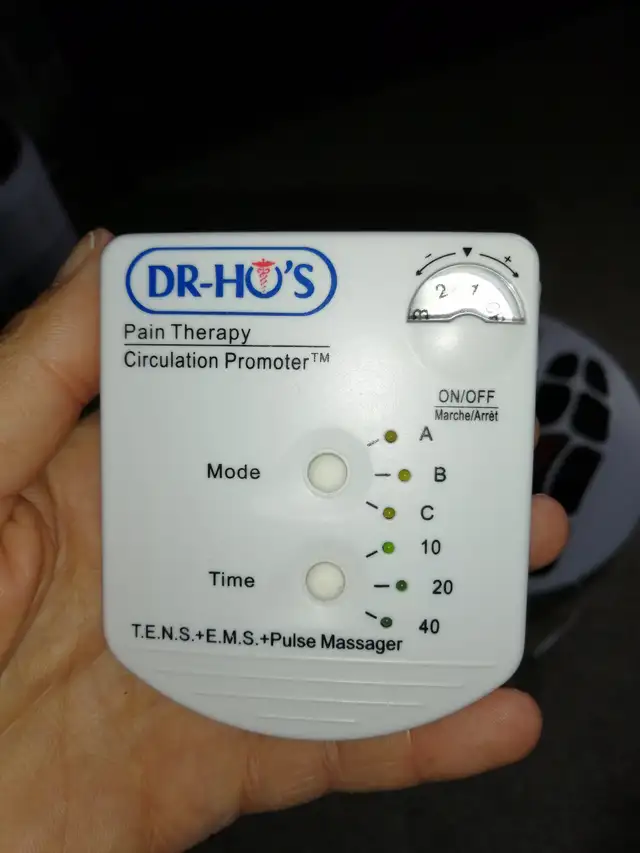 DR-HO'S
Pain Therapy
Circulation Promoter™
- ▼ +
2 1
ON/OFF
Marche/Arrêt
Mode
A
B
C
Time
10
20
40
T.E.N.S.+E.M.S.+Pulse Massager